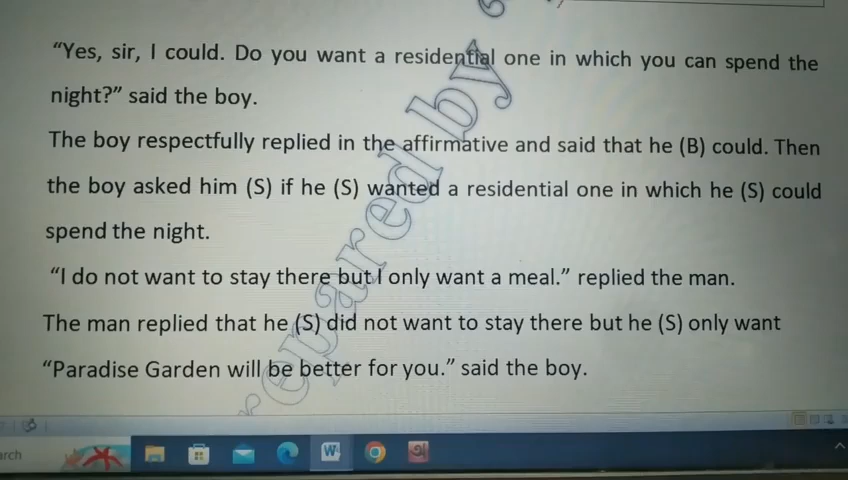 “Yes, sir, I could. Do you want a residential one in which you can spend the
night?” said the boy.
The boy respectfully replied in the affirmative and said that he (B) could. Then
the boy asked him (S) if he (S) wanted a residential one in which he (S) could
spend the night.
“I do not want to stay there but I only want a meal.” replied the man.
The man replied that he (S) did not want to stay there but he (S) only want
“Paradise Garden will be better for you.” said the boy.